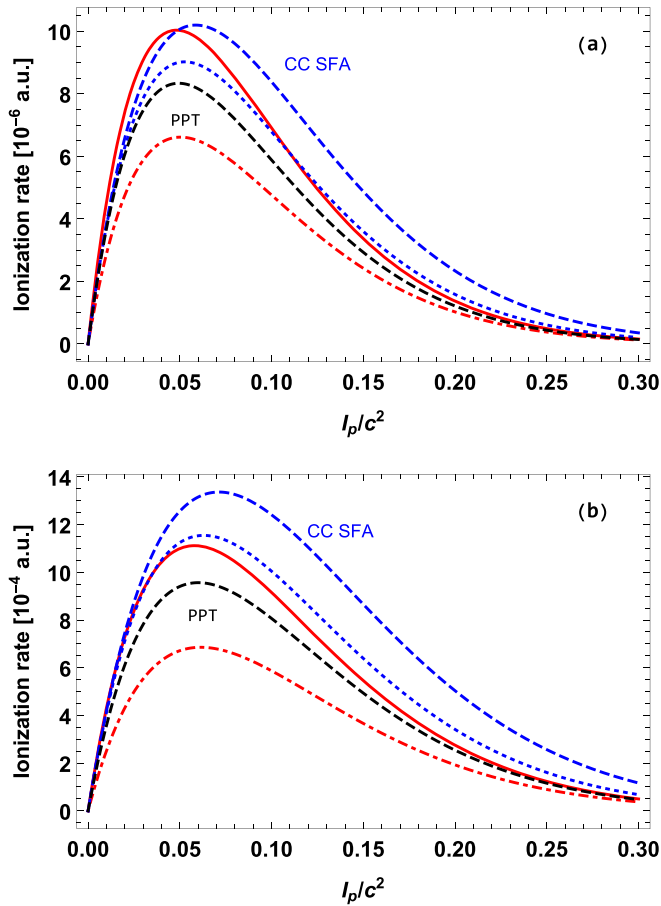 (a)
CC SFA
PPT
Ionization rate [10⁻⁶ a.u.]
10
8
6
4
2
0
0.00 0.05 0.10 0.15 0.20 0.25 0.30
Iₚ/c²
(b)
CC SFA
PPT
Ionization rate [10⁻⁴ a.u.]
14
12
10
8
6
4
2
0
0.00 0.05 0.10 0.15 0.20 0.25 0.30
Iₚ/c²